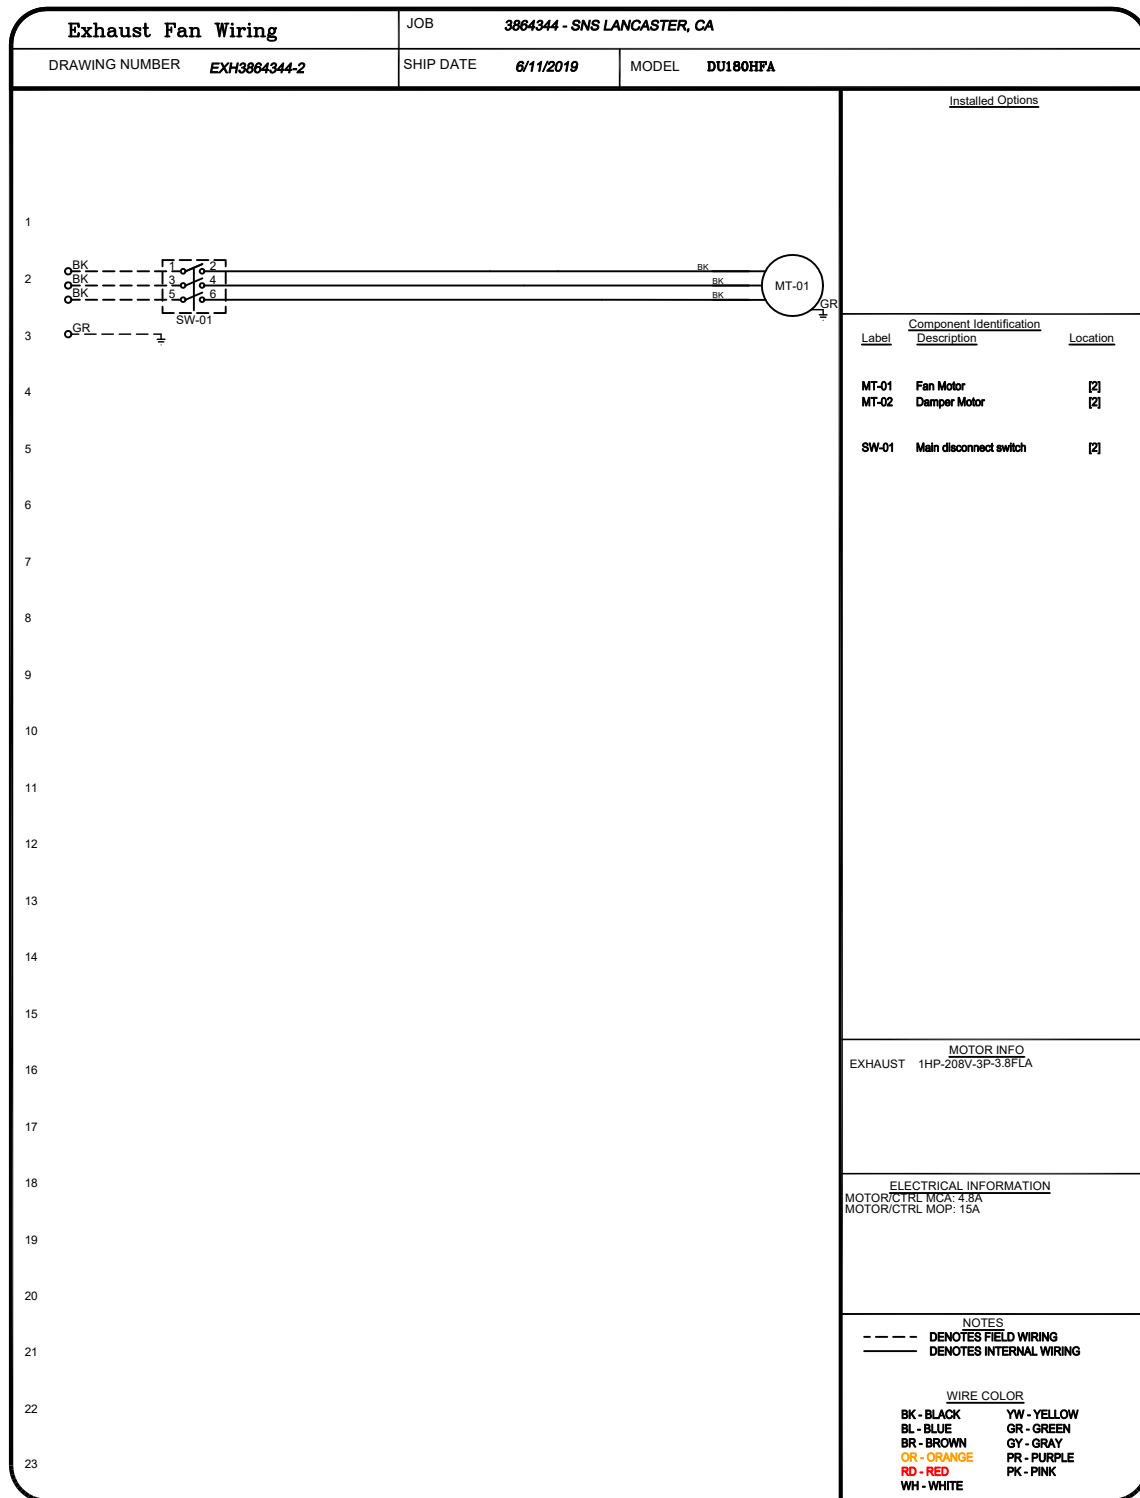 Exhaust Fan Wiring
JOB 3864344 - SNS LANCASTER, CA
DRAWING NUMBER EXH3864344-2
SHIP DATE 6/11/2019
MODEL DU180HFA
Installed Options
1
2
3
4
5
6
7
8
9
10
11
12
13
14
15
16
17
18
19
20
21
22
23
BK
BK
BK
GR
1 2
3 4
5 6
SW-01
BK
BK
BK
MT-01
GR
Component Identification
Label Description Location
MT-01 Fan Motor [2]
MT-02 Damper Motor [2]
SW-01 Main disconnect switch [2]
MOTOR INFO
EXHAUST 1HP-208V-3P-3.8FLA
ELECTRICAL INFORMATION
MOTOR/CTRL MCA: 4.8A
MOTOR/CTRL MOP: 15A
NOTES
DENOTES FIELD WIRING
DENOTES INTERNAL WIRING
WIRE COLOR
BK - BLACK YW - YELLOW
BL - BLUE GR - GREEN
BR - BROWN GY - GRAY
OR - ORANGE PR - PURPLE
RD - RED PK - PINK
WH - WHITE